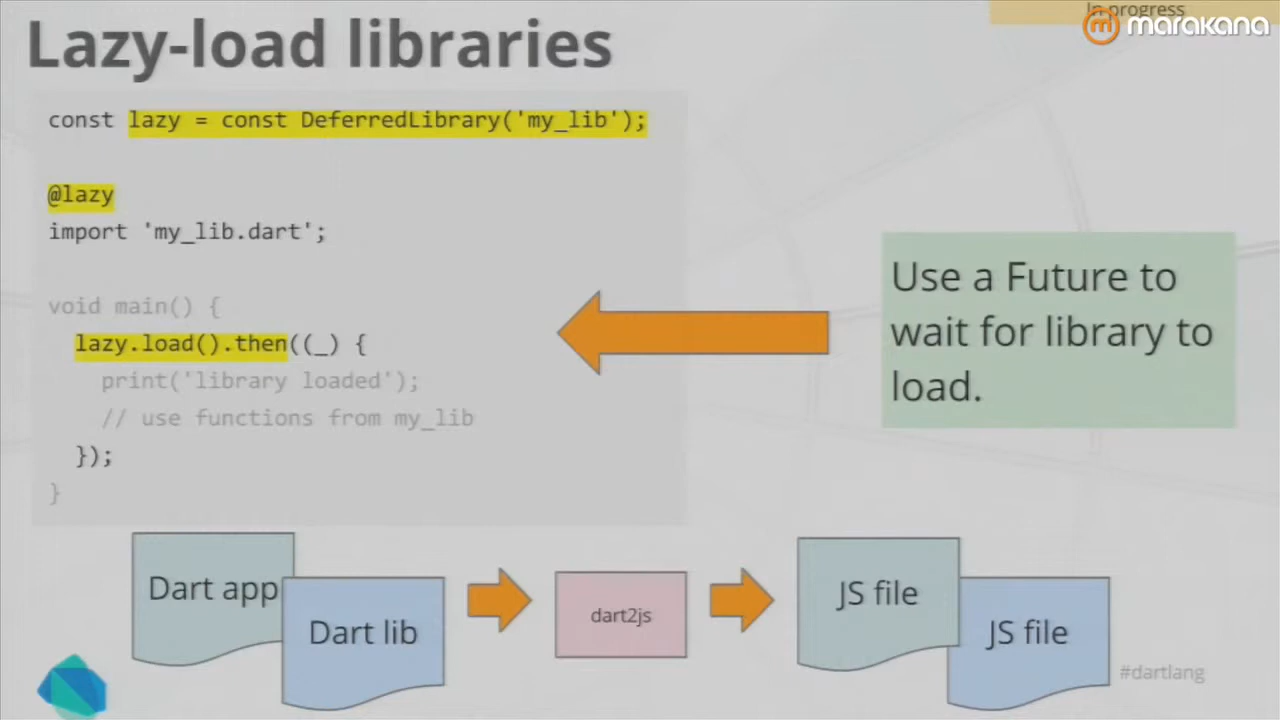 In progress
marakana
Lazy-load libraries
const lazy = const DeferredLibrary('my_lib');
@lazy
import 'my_lib.dart';
void main() {
lazy.load().then((_) {
print('library loaded');
// use functions from my_lib
});
}
Use a Future to
wait for library to
load.
Dart app
Dart lib
dart2js
JS file
JS file
#dartlang